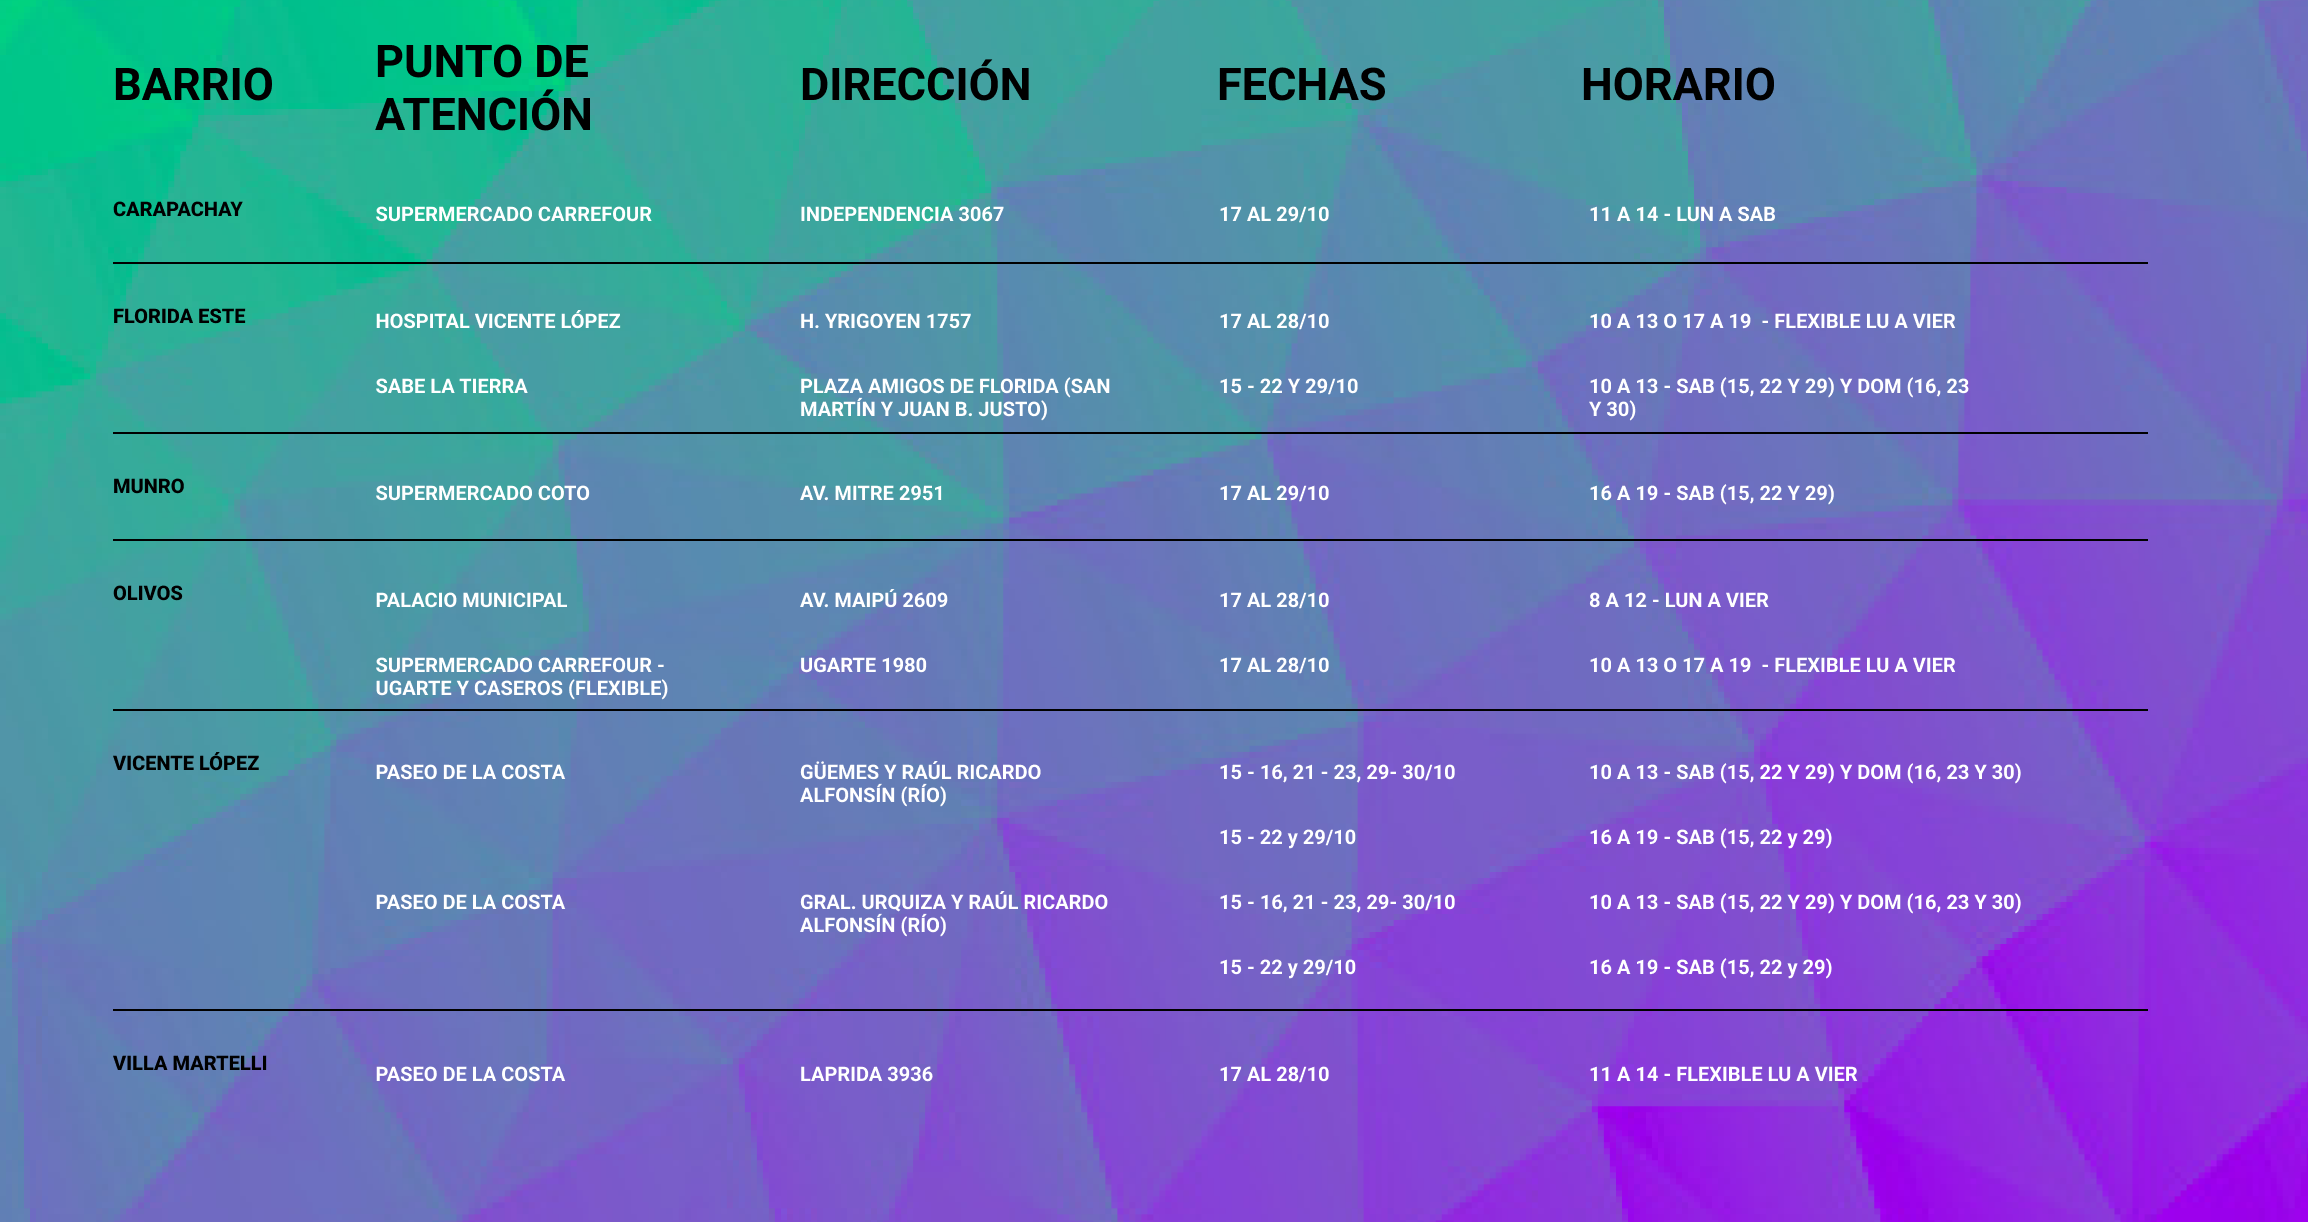 BARRIO
PUNTO DE
ATENCIÓN
DIRECCIÓN
FECHAS
HORARIO
CARAPACHAY
SUPERMERCADO CARREFOUR
INDEPENDENCIA 3067
17 AL 29/10
11 A 14 - LUN A SAB
FLORIDA ESTE
HOSPITAL VICENTE LÓPEZ
H. YRIGOYEN 1757
17 AL 28/10
10 A 13 O 17 A 19  - FLEXIBLE LU A VIER
SABE LA TIERRA
PLAZA AMIGOS DE FLORIDA (SAN
MARTÍN Y JUAN B. JUSTO)
15 - 22 Y 29/10
10 A 13 - SAB (15, 22 Y 29) Y DOM (16, 23
Y 30)
MUNRO
SUPERMERCADO COTO
AV. MITRE 2951
17 AL 29/10
16 A 19 - SAB (15, 22 Y 29)
OLIVOS
PALACIO MUNICIPAL
AV. MAIPÚ 2609
17 AL 28/10
8 A 12 - LUN A VIER
SUPERMERCADO CARREFOUR -
UGARTE Y CASEROS (FLEXIBLE)
UGARTE 1980
17 AL 28/10
10 A 13 O 17 A 19  - FLEXIBLE LU A VIER
VICENTE LÓPEZ
PASEO DE LA COSTA
GÜEMES Y RAÚL RICARDO
ALFONSÍN (RÍO)
15 - 16, 21 - 23, 29- 30/10
10 A 13 - SAB (15, 22 Y 29) Y DOM (16, 23 Y 30)
15 - 22 y 29/10
16 A 19 - SAB (15, 22 y 29)
PASEO DE LA COSTA
GRAL. URQUIZA Y RAÚL RICARDO
ALFONSÍN (RÍO)
15 - 16, 21 - 23, 29- 30/10
10 A 13 - SAB (15, 22 Y 29) Y DOM (16, 23 Y 30)
15 - 22 y 29/10
16 A 19 - SAB (15, 22 y 29)
VILLA MARTELLI
PASEO DE LA COSTA
LAPRIDA 3936
17 AL 28/10
11 A 14 - FLEXIBLE LU A VIER